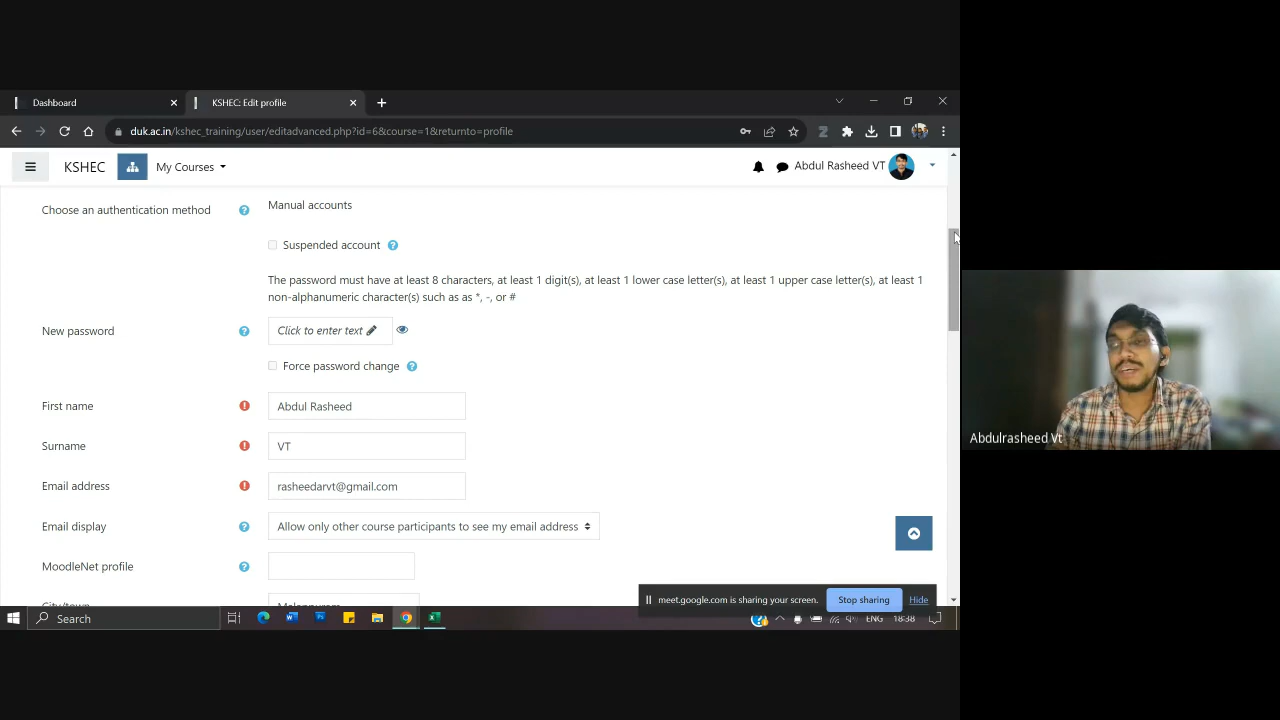 Dashboard
KSHEC: Edit profile
duk.ac.in/kshec_training/user/editadvanced.php?id=6&course=1&returnto=profile
KSHEC
My Courses
Abdul Rasheed VT
Choose an authentication method
Manual accounts
Suspended account
The password must have at least 8 characters, at least 1 digit(s), at least 1 lower case letter(s), at least 1 upper case letter(s), at least 1
non-alphanumeric character(s) such as as *, -, or #
New password
Click to enter text
Force password change
First name
Abdul Rasheed
Surname
VT
Email address
rasheedarvt@gmail.com
Email display
Allow only other course participants to see my email address
MoodleNet profile
City/town
Malappuram
meet.google.com is sharing your screen.
Stop sharing
Hide
Search
ENG
18:38
Abdulrasheed Vt